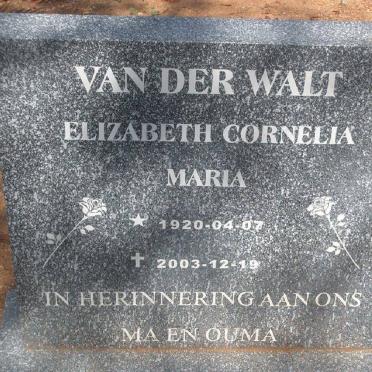 VAN DER WALT
ELIZABETH CORNELIA
MARIA
★ 1920-04-07
✝ 2003-12-19
IN HERINNERING AAN ONS
MA EN OUMA